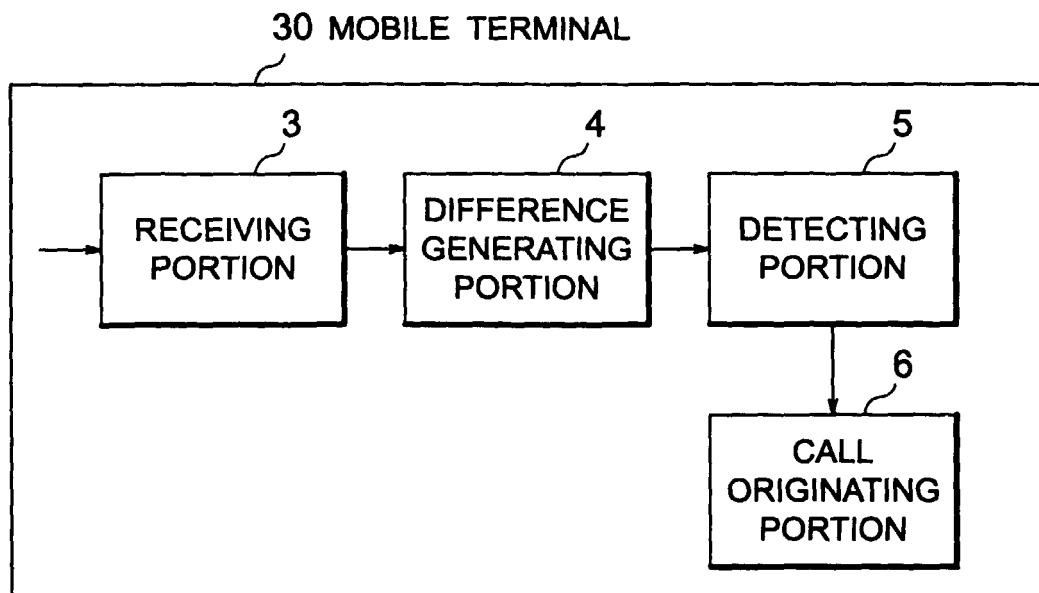 30 MOBILE TERMINAL
3
RECEIVING
PORTION
4
DIFFERENCE
GENERATING
PORTION
5
DETECTING
PORTION
6
CALL
ORIGINATING
PORTION